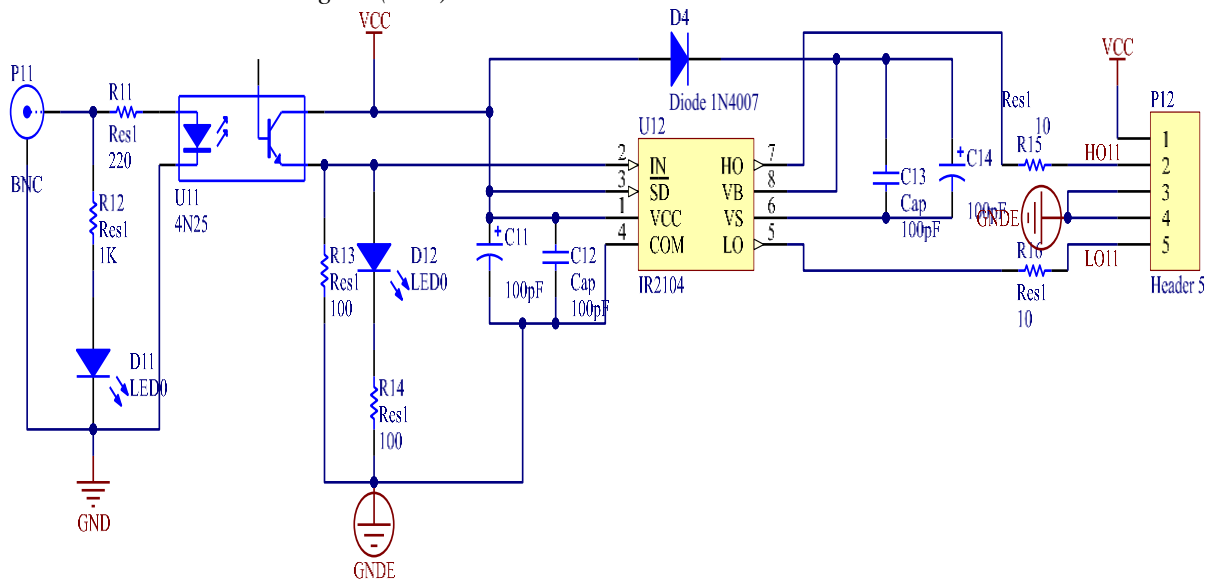 VCC
D4
P11
R11
Res1
220
BNC
R12
Res1
1K
U11
4N25
D11
LED0
GND
R13
Res1
100
D12
LED0
R14
Res1
100
GNDE
C11
100pF
C12
Cap
100pF
Diode 1N4007
U12
2 IN HO 7
3 SD VB 8
1 VCC VS 6
4 COM LO 5
IR2104
C13
Cap
100pF
C14
100pF
Res1
10
R15
HO11
GNDE
R16
Res1
10
LO11
VCC
P12
1
2
3
4
5
Header 5